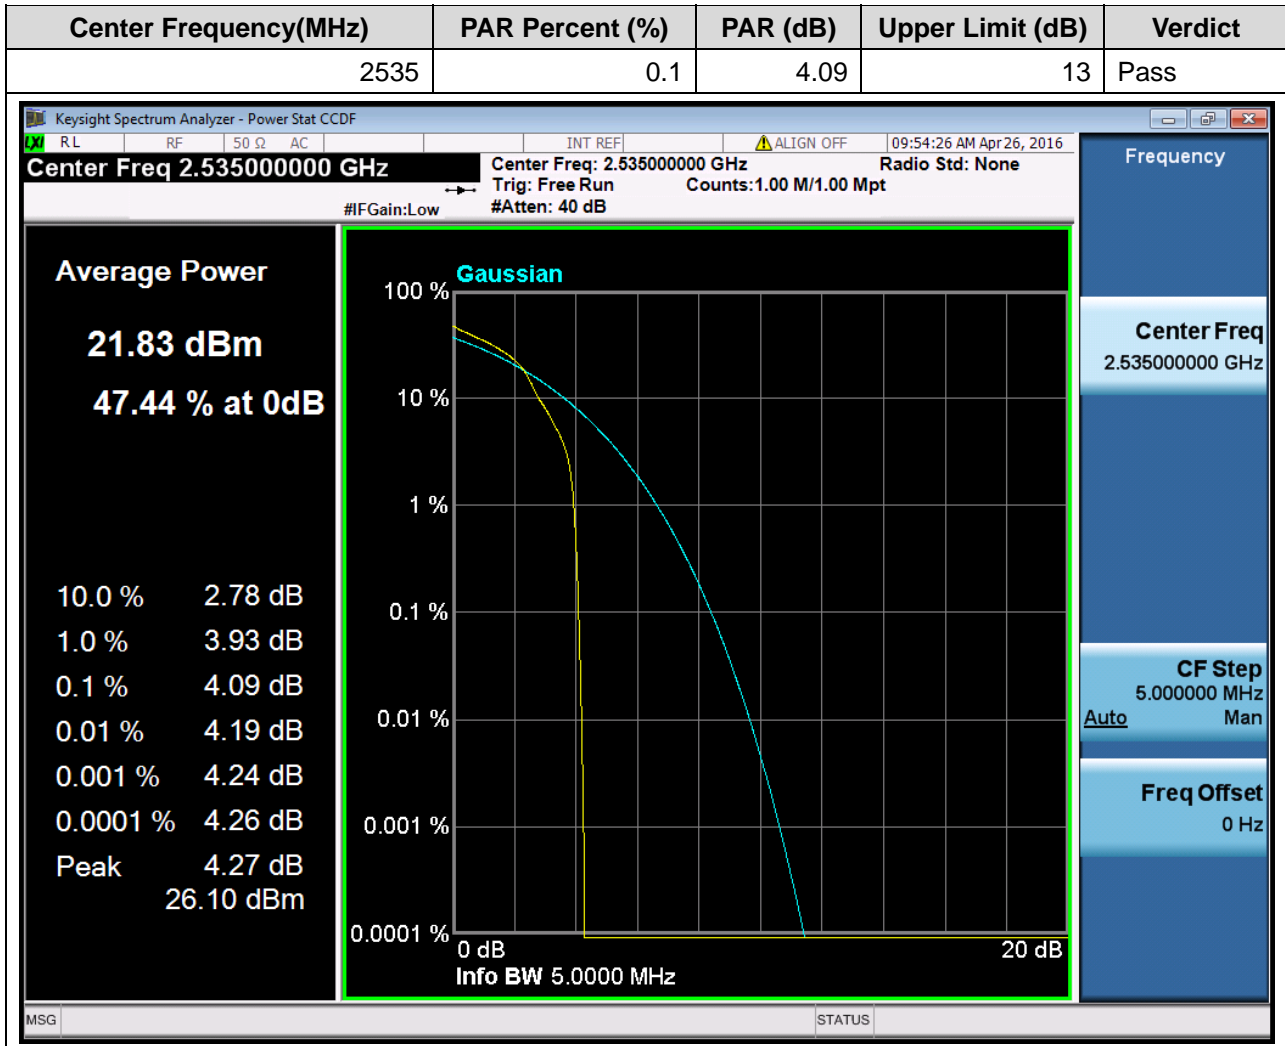 Center Frequency(MHz) PAR Percent (%) PAR (dB) Upper Limit (dB) Verdict
2535 0.1 4.09 13 Pass
Keysight Spectrum Analyzer - Power Stat CCDF
LXI RL RF 50 Ω AC INT REF ALIGN OFF 09:54:26 AM Apr 26, 2016
Center Freq 2.535000000 GHz
Center Freq: 2.535000000 GHz Radio Std: None
Trig: Free Run Counts:1.00 M/1.00 Mpt
#IFGain:Low #Atten: 40 dB
Average Power
21.83 dBm
47.44 % at 0dB
10.0 % 2.78 dB
1.0 % 3.93 dB
0.1 % 4.09 dB
0.01 % 4.19 dB
0.001 % 4.24 dB
0.0001 % 4.26 dB
Peak 4.27 dB
26.10 dBm
Gaussian
100 %
10 %
1 %
0.1 %
0.01 %
0.001 %
0.0001 %
0 dB 20 dB
Info BW 5.0000 MHz
Frequency
Center Freq
2.535000000 GHz
CF Step
5.000000 MHz
Auto Man
Freq Offset
0 Hz
MSG STATUS